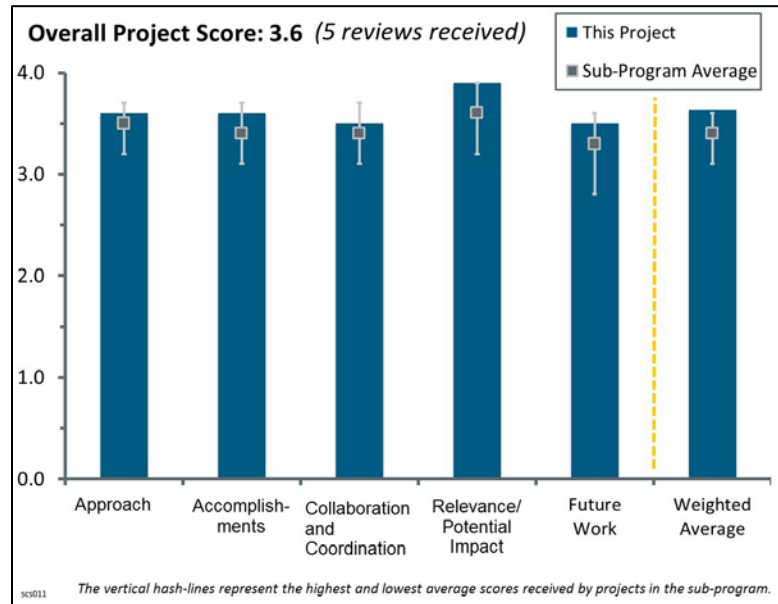 Overall Project Score: 3.6 (5 reviews received)
This Project
Sub-Program Average
4.0
3.0
2.0
1.0
0.0
Approach
Accomplish-
ments
Collaboration
and
Coordination
Relevance/
Potential
Impact
Future
Work
Weighted
Average
scs011
The vertical hash-lines represent the highest and lowest average scores received by projects in the sub-program.